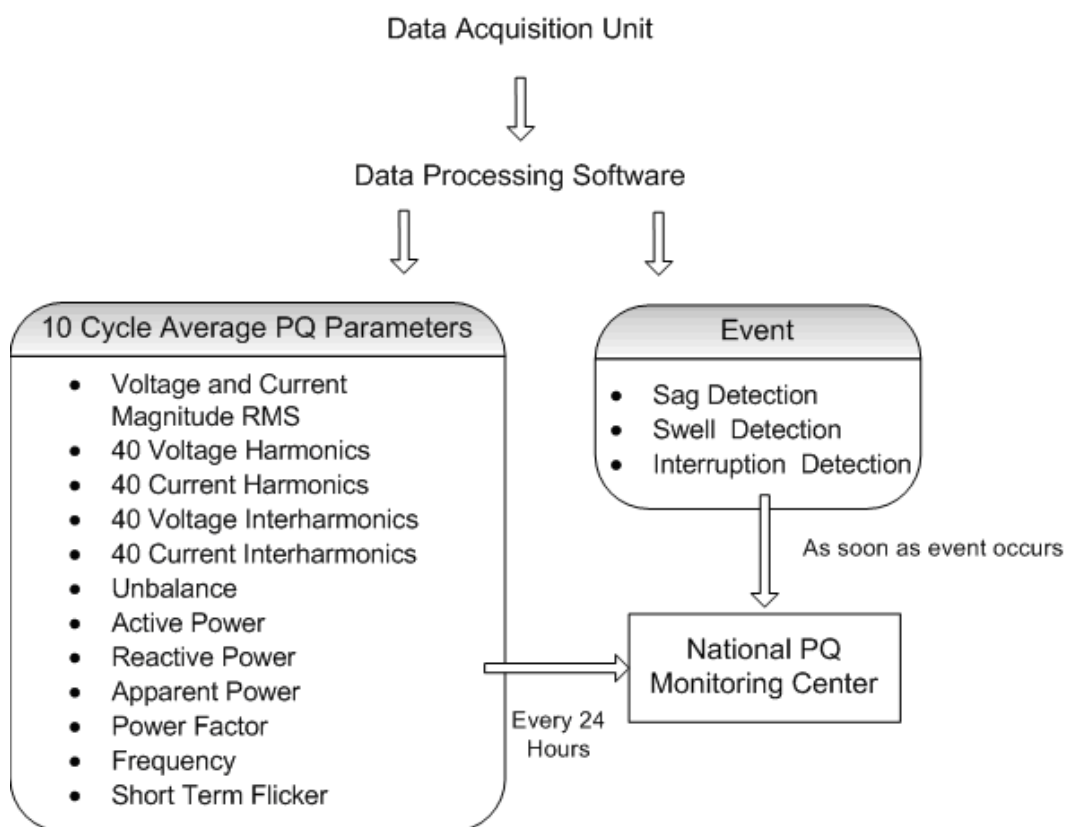 Data Acquisition Unit
Data Processing Software
10 Cycle Average PQ Parameters
• Voltage and Current
Magnitude RMS
• 40 Voltage Harmonics
• 40 Current Harmonics
• 40 Voltage Interharmonics
• 40 Current Interharmonics
• Unbalance
• Active Power
• Reactive Power
• Apparent Power
• Power Factor
• Frequency
• Short Term Flicker
Event
• Sag Detection
• Swell Detection
• Interruption Detection
As soon as event occurs
Every 24
Hours
National PQ
Monitoring Center